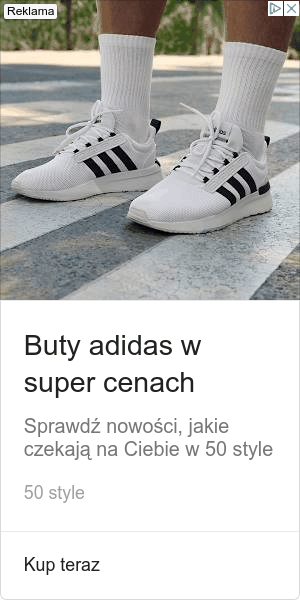 Reklama
Buty adidas w
super cenach
Sprawdź nowości, jakie
czekają na Ciebie w 50 style
50 style
Kup teraz